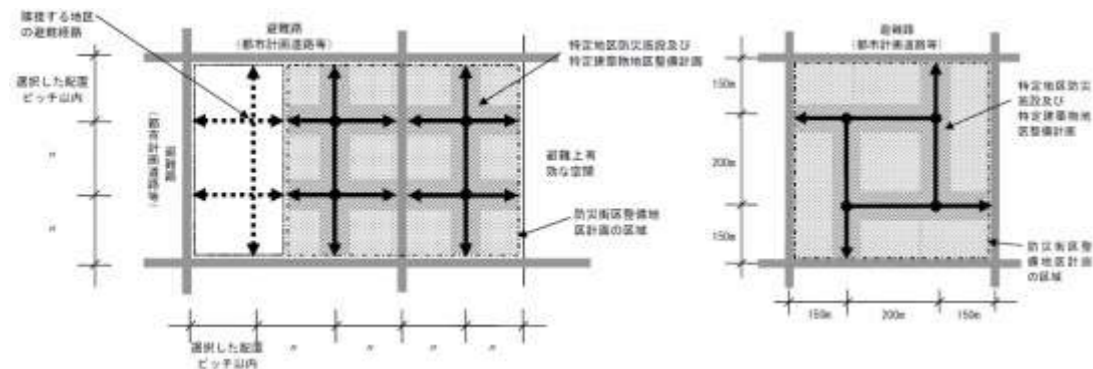 隣接する地区
の避難経路
避難路
(都市計画道路等)
特定地区防災施設及び
特定建築物地区整備計画
選択した配置
ピッチ以内
〃
〃
避難路
(都市計画道路等)
避難上有
効な空間
防災街区整備地
区計画の区域
選択した配置
ピッチ以内
〃
〃
〃
〃
避難路
(都市計画道路等)
特定地区防災
施設及び
特定建築物地
区整備計画
150m
200m
150m
防災街区整
備地区計画
の区域
150m
200m
150m